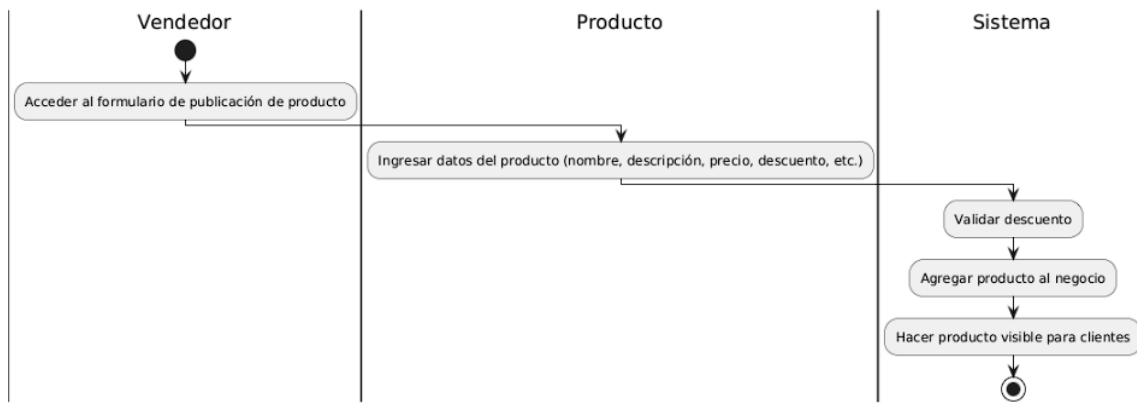 Vendedor
Producto
Sistema
Acceder al formulario de publicación de producto
Ingresar datos del producto (nombre, descripción, precio, descuento, etc.)
Validar descuento
Agregar producto al negocio
Hacer producto visible para clientes